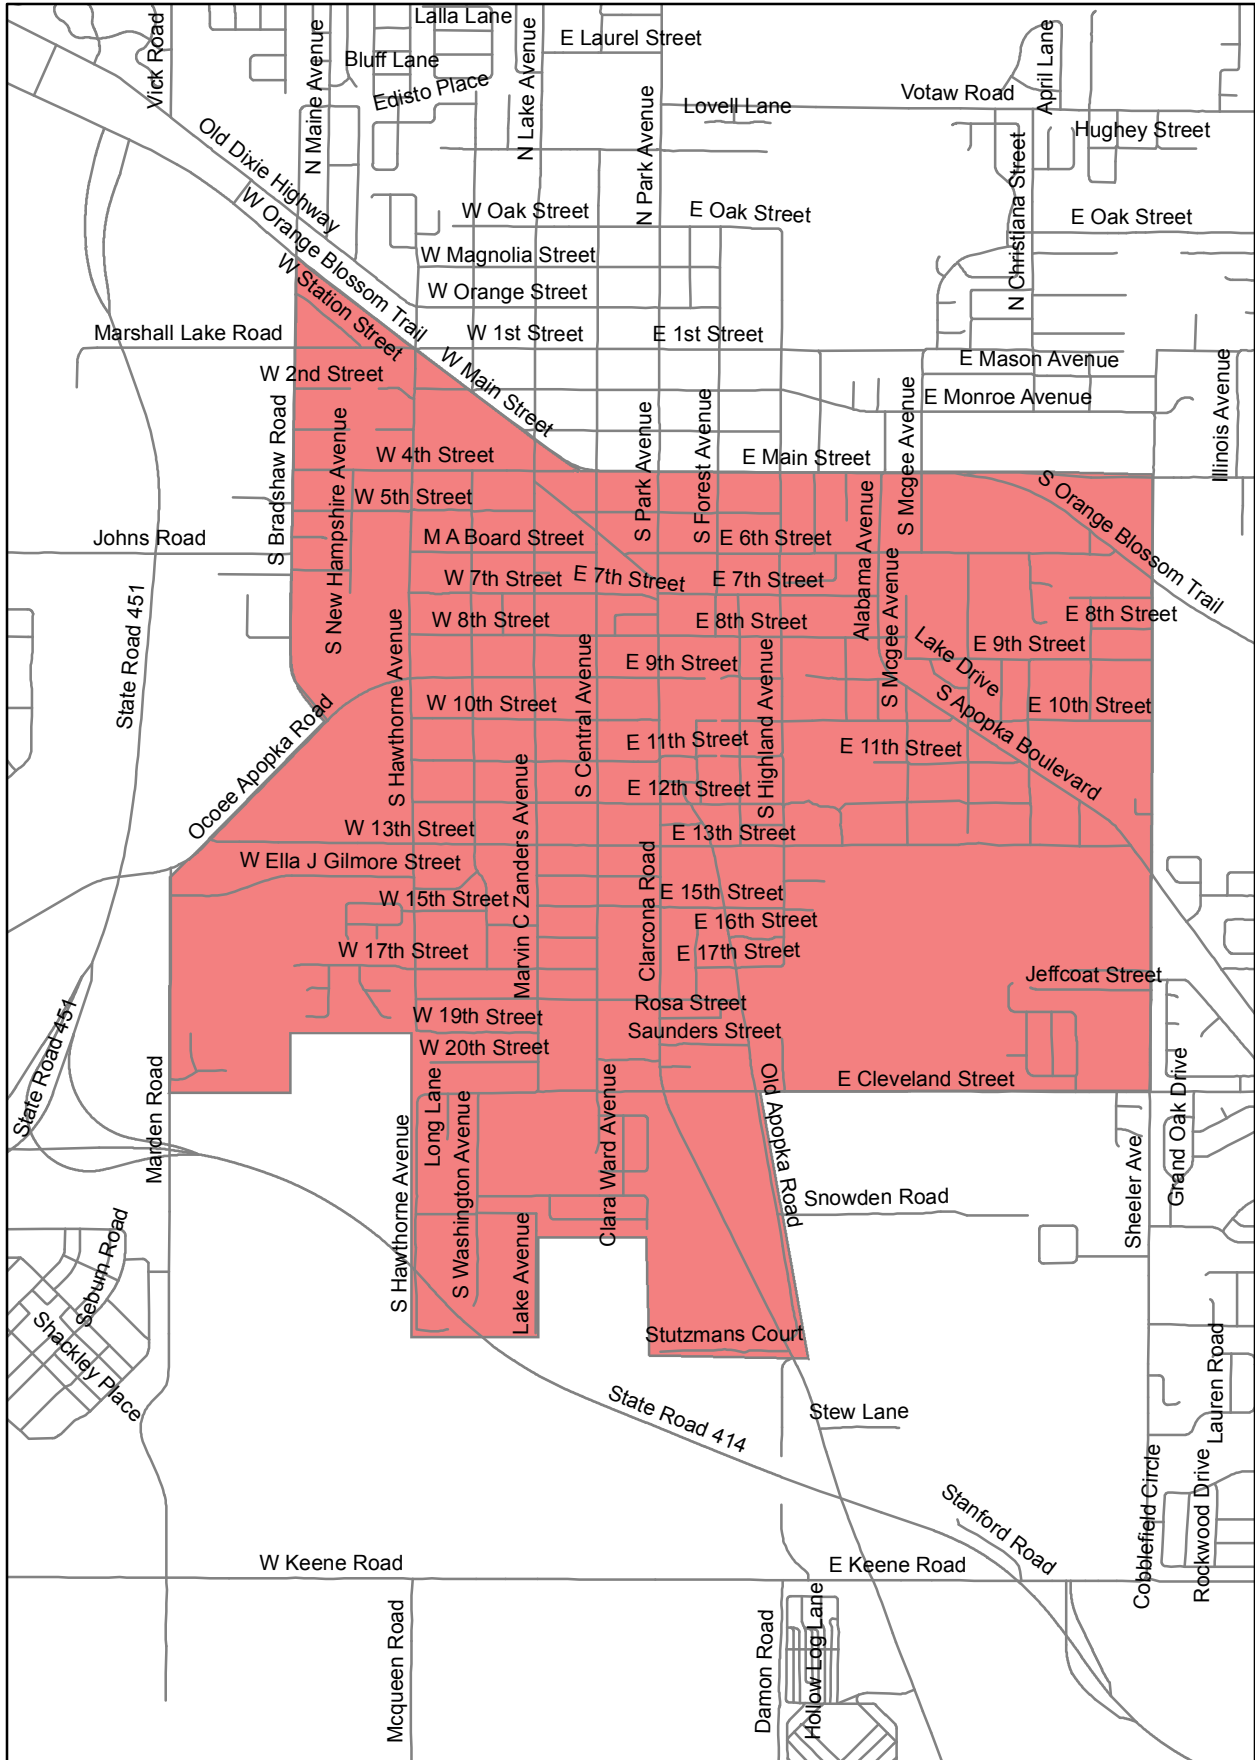 Lalla Lane
E Laurel Street
Vick Road
N Maine Avenue
Bluff Lane
N Lake Avenue
April Lane
Edisto Place
Votaw Road
Lovell Lane
Old Dixie Highway
N Park Avenue
Hughey Street
N Christiana Street
W Orange Blossom Trail
W Oak Street
E Oak Street
E Oak Street
W Magnolia Street
W Station Street
W Orange Street
Marshall Lake Road
W 1st Street
E 1st Street
W Main Street
E Mason Avenue
W 2nd Street
E Monroe Avenue
S Bradshaw Road
S New Hampshire Avenue
S Park Avenue
S Forest Avenue
S Mcgee Avenue
Illinois Avenue
W 4th Street
E Main Street
W 5th Street
S Orange Blossom Trail
Johns Road
M A Board Street
E 6th Street
Alabama Avenue
State Road 451
W 7th Street
E 7th Street
E 7th Street
S Mcgee Avenue
W 8th Street
E 8th Street
E 8th Street
Lake Drive
E 9th Street
S Hawthorne Avenue
S Central Avenue
E 9th Street
S Highland Avenue
W 10th Street
S Apopka Boulevard
E 10th Street
Ocoee Apopka Road
E 11th Street
E 11th Street
Marvin C Zanders Avenue
E 12th Street
W 13th Street
E 13th Street
W Ella J Gilmore Street
Clarcona Road
W 15th Street
E 15th Street
E 16th Street
W 17th Street
E 17th Street
Jeffcoat Street
State Road 451
Rosa Street
W 19th Street
Saunders Street
W 20th Street
Marden Road
Old Apopka Road
E Cleveland Street
S Hawthorne Avenue
Long Lane
S Washington Avenue
Clara Ward Avenue
Sheeler Ave
Grand Oak Drive
Snowden Road
Seburn Road
Lake Avenue
Shackley Place
Stutzmans Court
Lauren Road
State Road 414
Stew Lane
Cobblefield Circle
Rockwood Drive
Stanford Road
W Keene Road
E Keene Road
Mcqueen Road
Damon Road
Hollow Log Lane